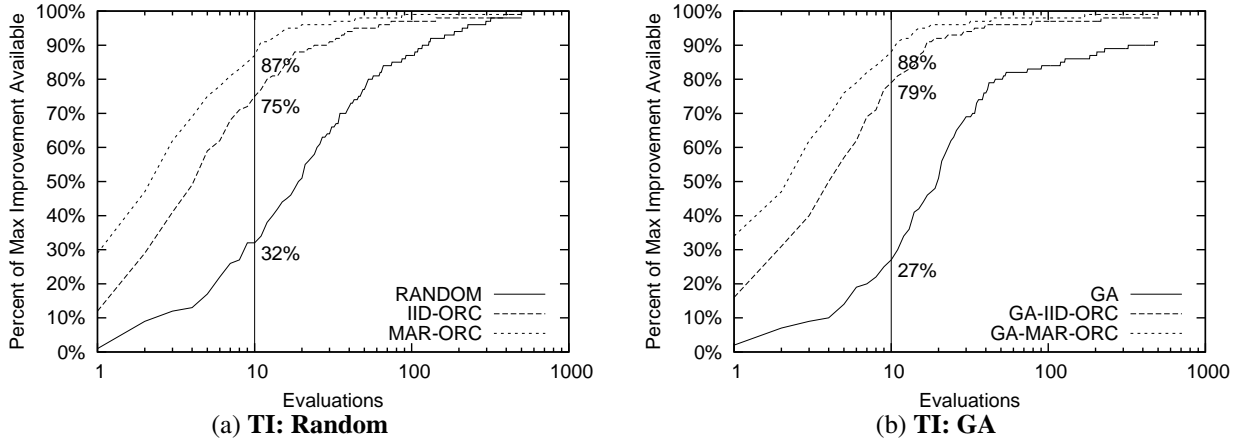 Percent of Max Improvement Available
100%
90%
80%
70%
60%
50%
40%
30%
20%
10%
0%
87%
75%
32%
RANDOM
IID-ORC
MAR-ORC
1 10 100 1000
Evaluations
(a) TI: Random
Percent of Max Improvement Available
100%
90%
80%
70%
60%
50%
40%
30%
20%
10%
0%
88%
79%
27%
GA
GA-IID-ORC
GA-MAR-ORC
1 10 100 1000
Evaluations
(b) TI: GA